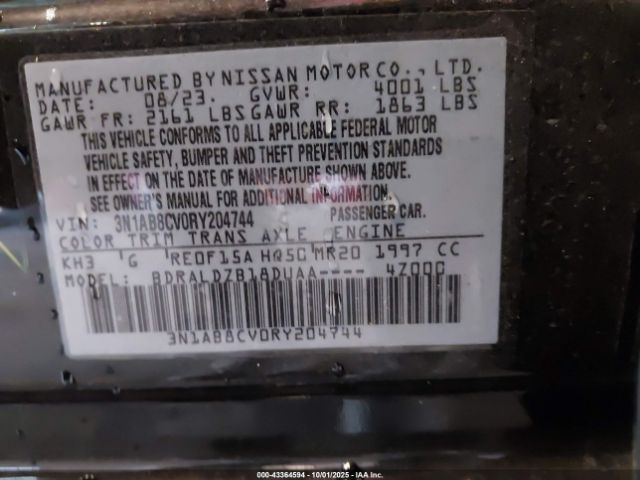 MANUFACTURED BY NISSAN MOTOR CO., LTD.
DATE: 08/23. GVWR: 4001 LBS
GAWR FR: 2161 LBS GAWR RR: 1863 LBS
THIS VEHICLE CONFORMS TO ALL APPLICABLE FEDERAL MOTOR
VEHICLE SAFETY, BUMPER AND THEFT PREVENTION STANDARDS
IN EFFECT ON THE DATE OF MANUFACTURE SHOWN ABOVE.
SEE OWNER'S MANUAL FOR ADDITIONAL INFORMATION.
VIN: 3N1AB8CV0RY204744 PASSENGER CAR.
COLOR TRIM TRANS AXLE ENGINE
KH3 G RE0F15A HQ50 MR20 1997 CC
MODEL: BDRALDZB18DUAA---- 4Z00C
3N1AB8CV0RY204744
000-43364594 | 10/01/2025 | © IAA, Inc.